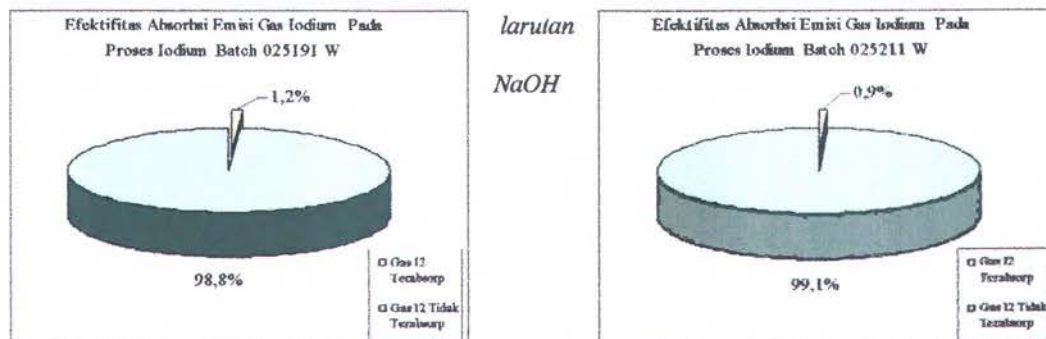 Efektifitas Absorbsi Emisi Gas Iodium Pada
Proses Iodium Batch 025191 W
1,2%
98,8%
Gas I2
Terabsorp
Gas I2 Tidak
Terabsorp
larutan
NaOH
Efektifitas Absorbsi Emisi Gas Iodium Pada
Proses Iodium Batch 025211 W
0,9%
99,1%
Gas I2
Terabsorp
Gas I2 Tidak
Terabsorp